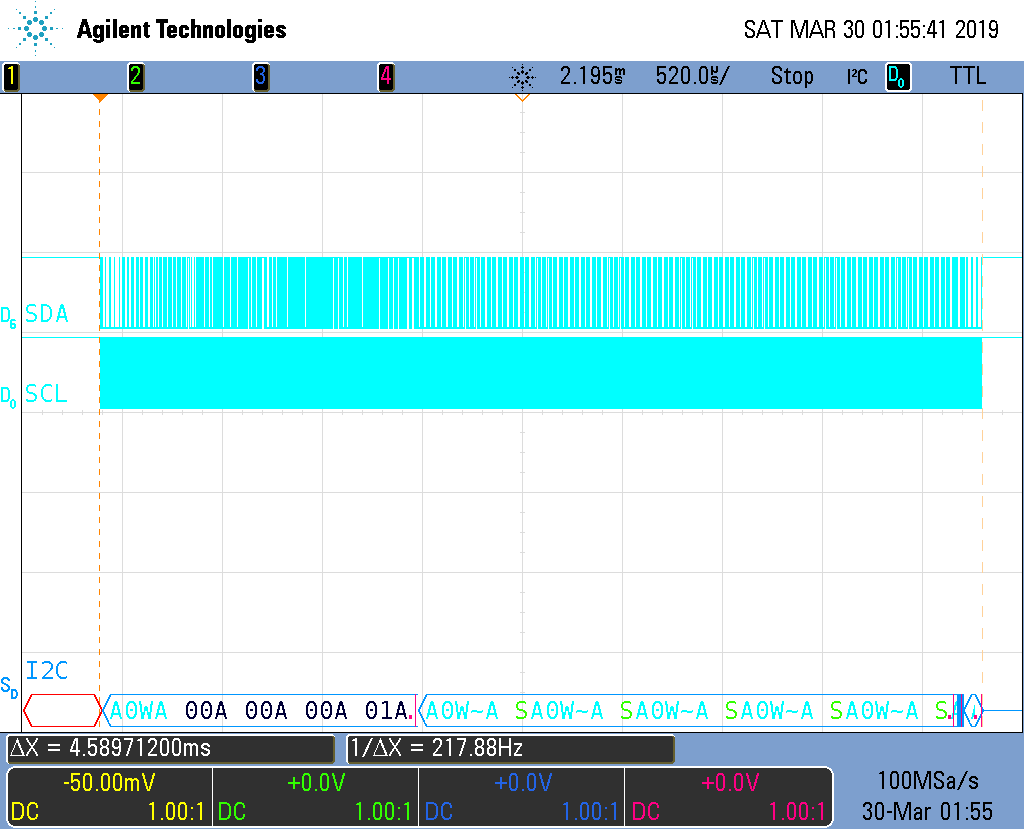 Agilent Technologies
SAT MAR 30 01:55:41 2019
1 2 3 4 2.195ms 520.0us/ Stop I²C D0 TTL
D6 SDA
D0 SCL
I2C
SD
A0WA 00A 00A 00A 01A. A0W~A SA0W~A SA0W~A SA0W~A SA0W~A S.
ΔX = 4.58971200ms 1/ΔX = 217.88Hz
-50.00mV +0.0V +0.0V +0.0V 100MSa/s
DC 1.00:1 DC 1.00:1 DC 1.00:1 DC 1.00:1 30-Mar 01:55